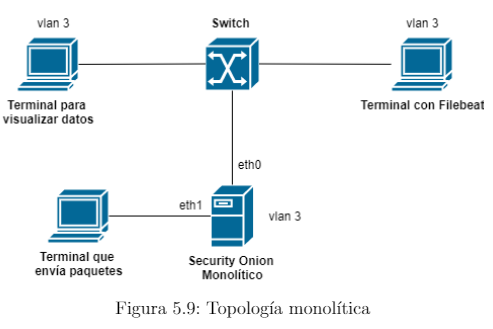 vlan 3
Switch
vlan 3
Terminal para
visualizar datos
Terminal con Filebeat
eth0
eth1
vlan 3
Terminal que
envía paquetes
Security Onion
Monolítico
Figura 5.9: Topología monolítica